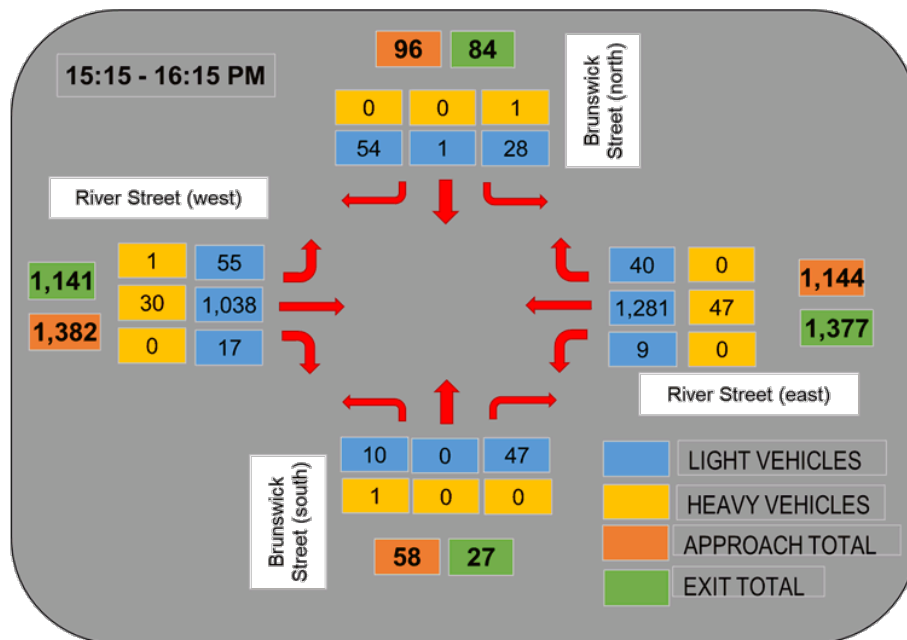 96 84
15:15 - 16:15 PM
Brunswick
Street (north)
0 0 1
54 1 28
River Street (west)
1 55
1,141
30 1,038
1,382
0 17
40 0
1,144
1,281 47
1,377
9 0
River Street (east)
Brunswick
Street (south)
10 0 47
1 0 0
58 27
LIGHT VEHICLES
HEAVY VEHICLES
APPROACH TOTAL
EXIT TOTAL